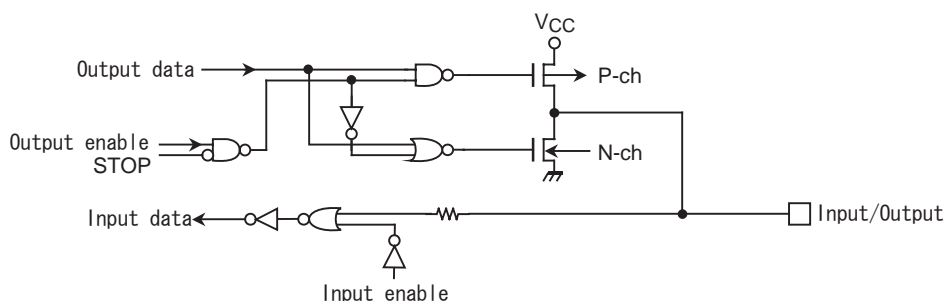 VCC
Output data
P-ch
Output enable
STOP
N-ch
Input data
Input/Output
Input enable